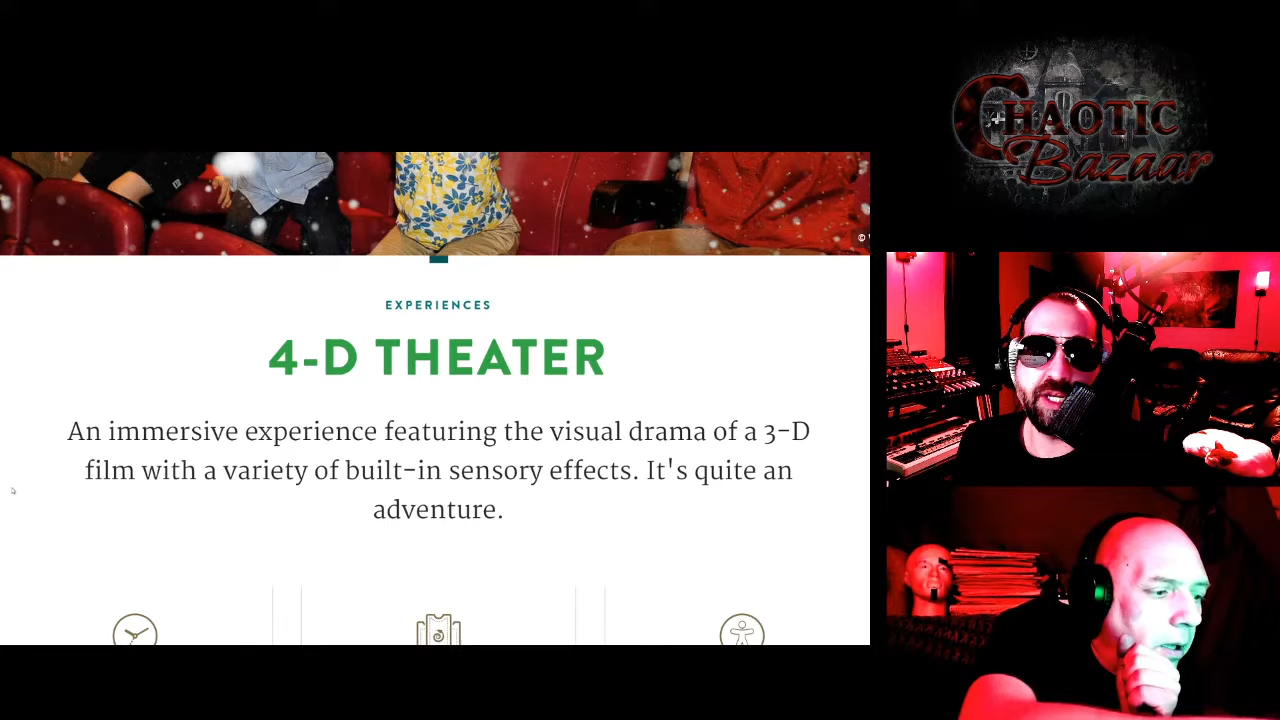 CHAOTIC
Bazaar
©
EXPERIENCES
4-D THEATER
An immersive experience featuring the visual drama of a 3-D
film with a variety of built-in sensory effects. It's quite an
adventure.